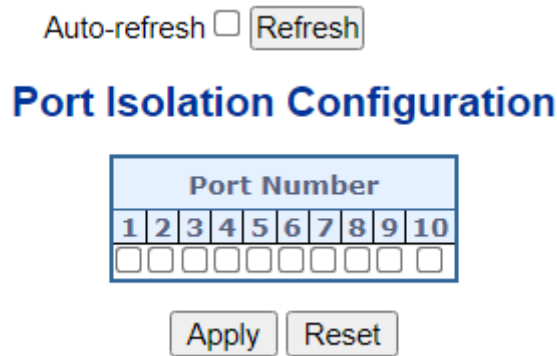 Auto-refresh Refresh
Port Isolation Configuration
Port Number
1 2 3 4 5 6 7 8 9 10
Apply Reset